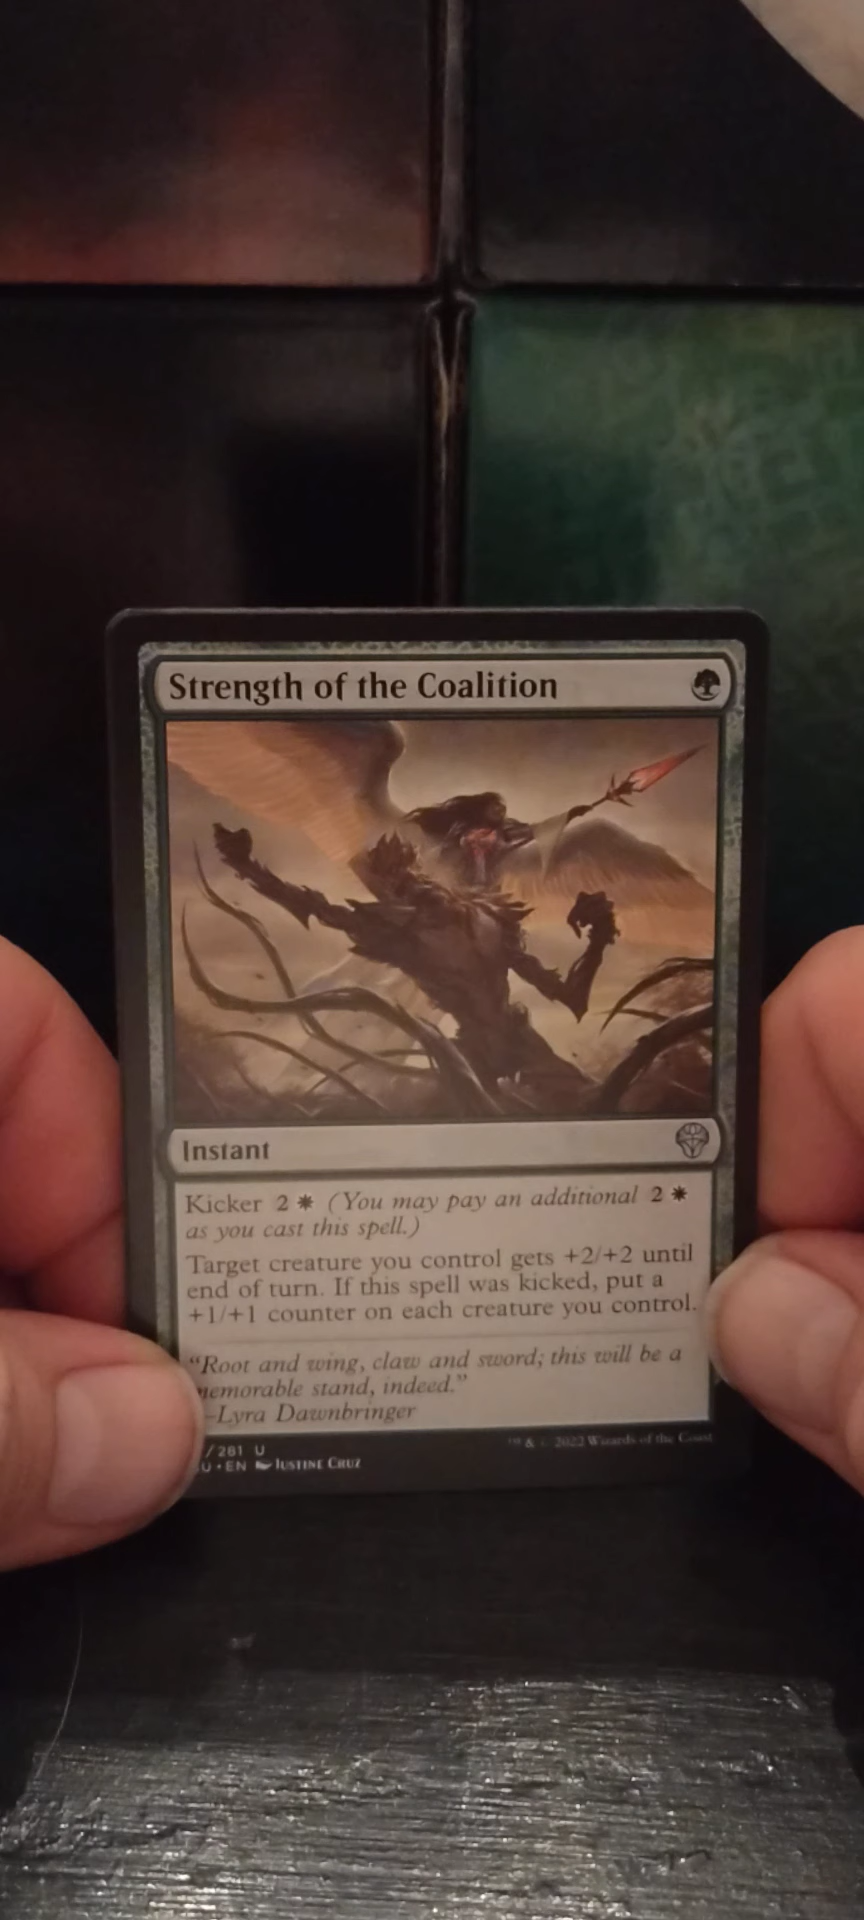 Strength of the Coalition
Instant
Kicker 2 (You may pay an additional 2
as you cast this spell.)
Target creature you control gets +2/+2 until
end of turn. If this spell was kicked, put a
+1/+1 counter on each creature you control.
"Root and wing, claw and sword; this will be a
memorable stand, indeed."
—Lyra Dawnbringer
/281 U
U • EN Justine Cruz
™ & © 2022 Wizards of the Coast